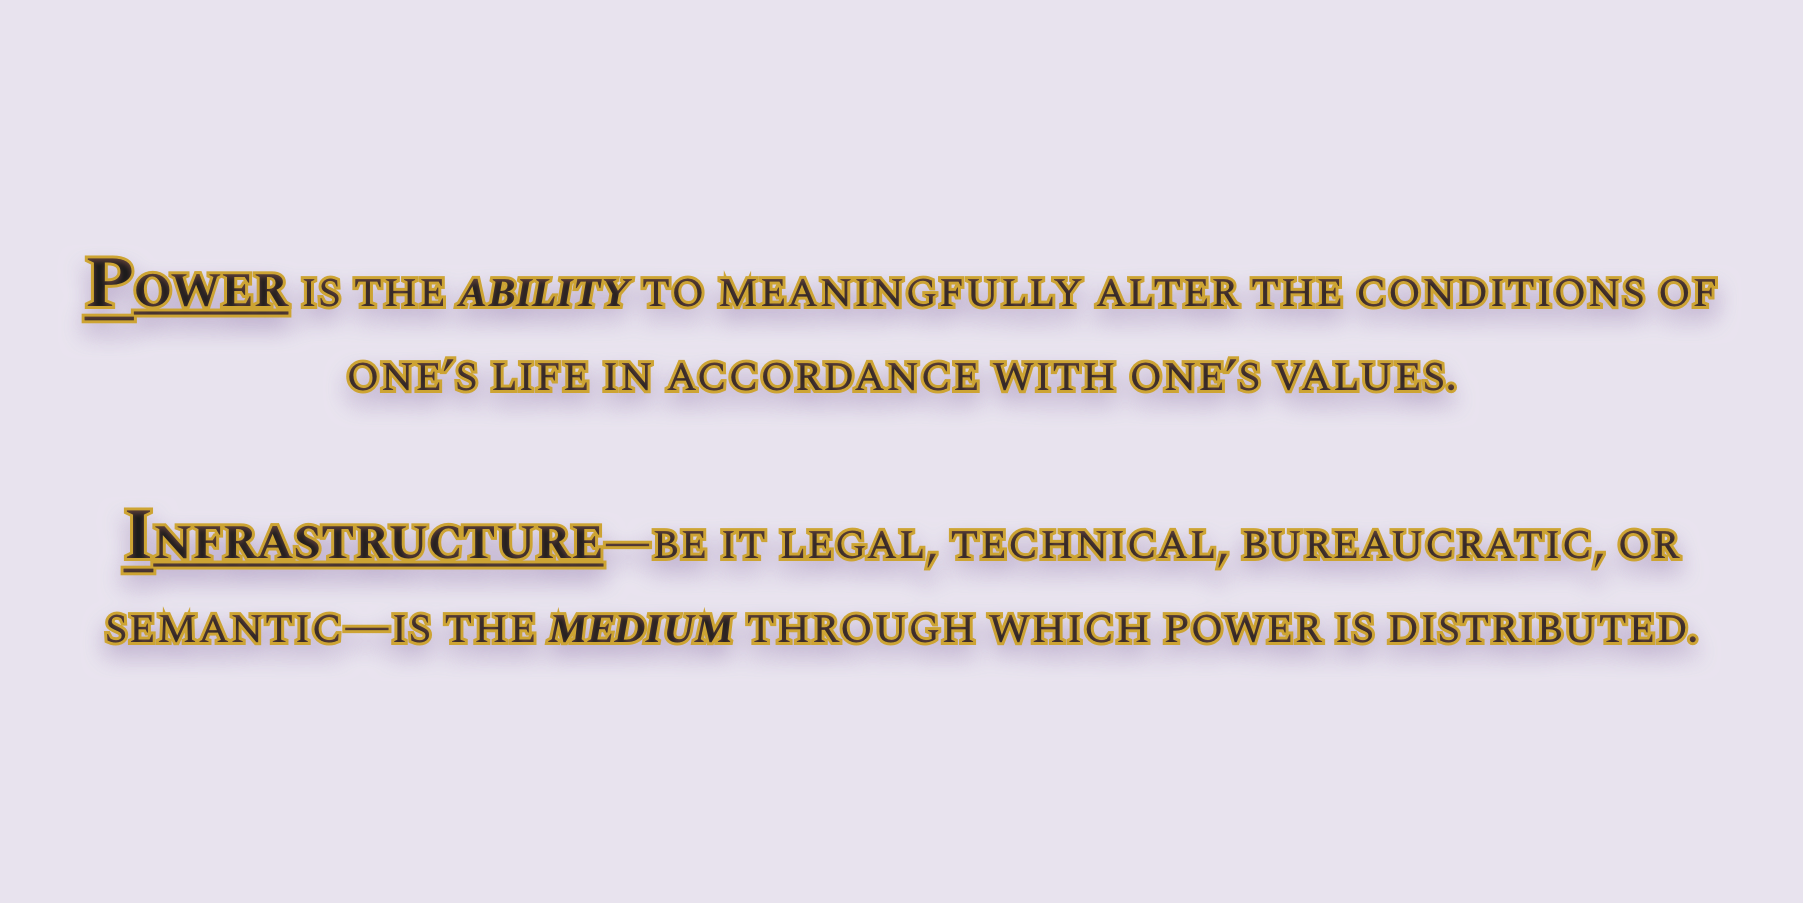 Power is the ability to meaningfully alter the conditions of
one's life in accordance with one's values.
Infrastructure—be it legal, technical, bureaucratic, or
semantic—is the medium through which power is distributed.